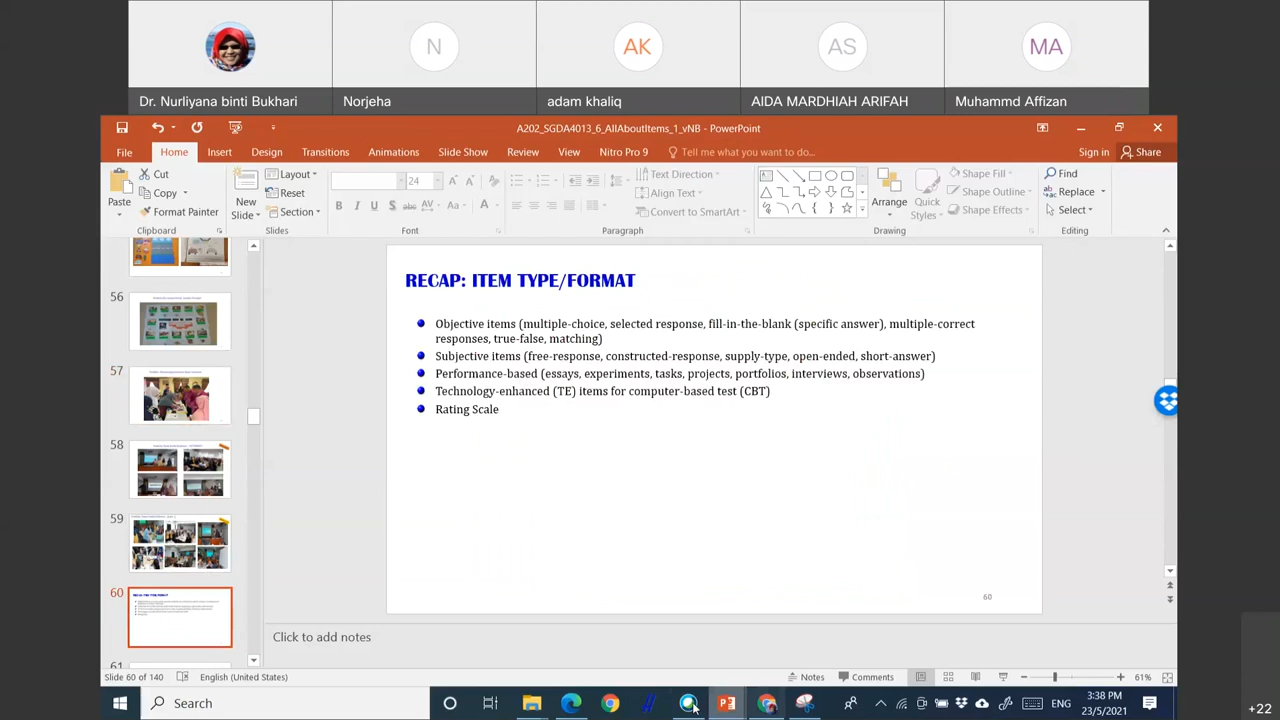 N
AK
AS
MA
Dr. Nurliyana binti Bukhari
Norjeha
adam khaliq
AIDA MARDHIAH ARIFAH
Muhammd Affizan
A202_SGDA4013_6_AllAboutItems_1_vNB - PowerPoint
File
Home
Insert
Design
Transitions
Animations
Slide Show
Review
View
Nitro Pro 9
Tell me what you want to do...
Sign in
Share
Paste
Cut
Copy
Format Painter
Clipboard
New
Slide
Layout
Reset
Section
Slides
24
Font
Text Direction
Align Text
Convert to SmartArt
Paragraph
Arrange
Quick
Styles
Shape Fill
Shape Outline
Shape Effects
Drawing
Find
Replace
Select
Editing
56
57
58
59
60
61
RECAP: ITEM TYPE/FORMAT
Objective items (multiple-choice, selected response, fill-in-the-blank (specific answer), multiple-correct
responses, true-false, matching)
Subjective items (free-response, constructed-response, supply-type, open-ended, short-answer)
Performance-based (essays, experiments, tasks, projects, portfolios, interviews, observations)
Technology-enhanced (TE) items for computer-based test (CBT)
Rating Scale
60
Click to add notes
Slide 60 of 140
English (United States)
Notes
Comments
61%
Search
ENG
3:38 PM
23/5/2021
+22